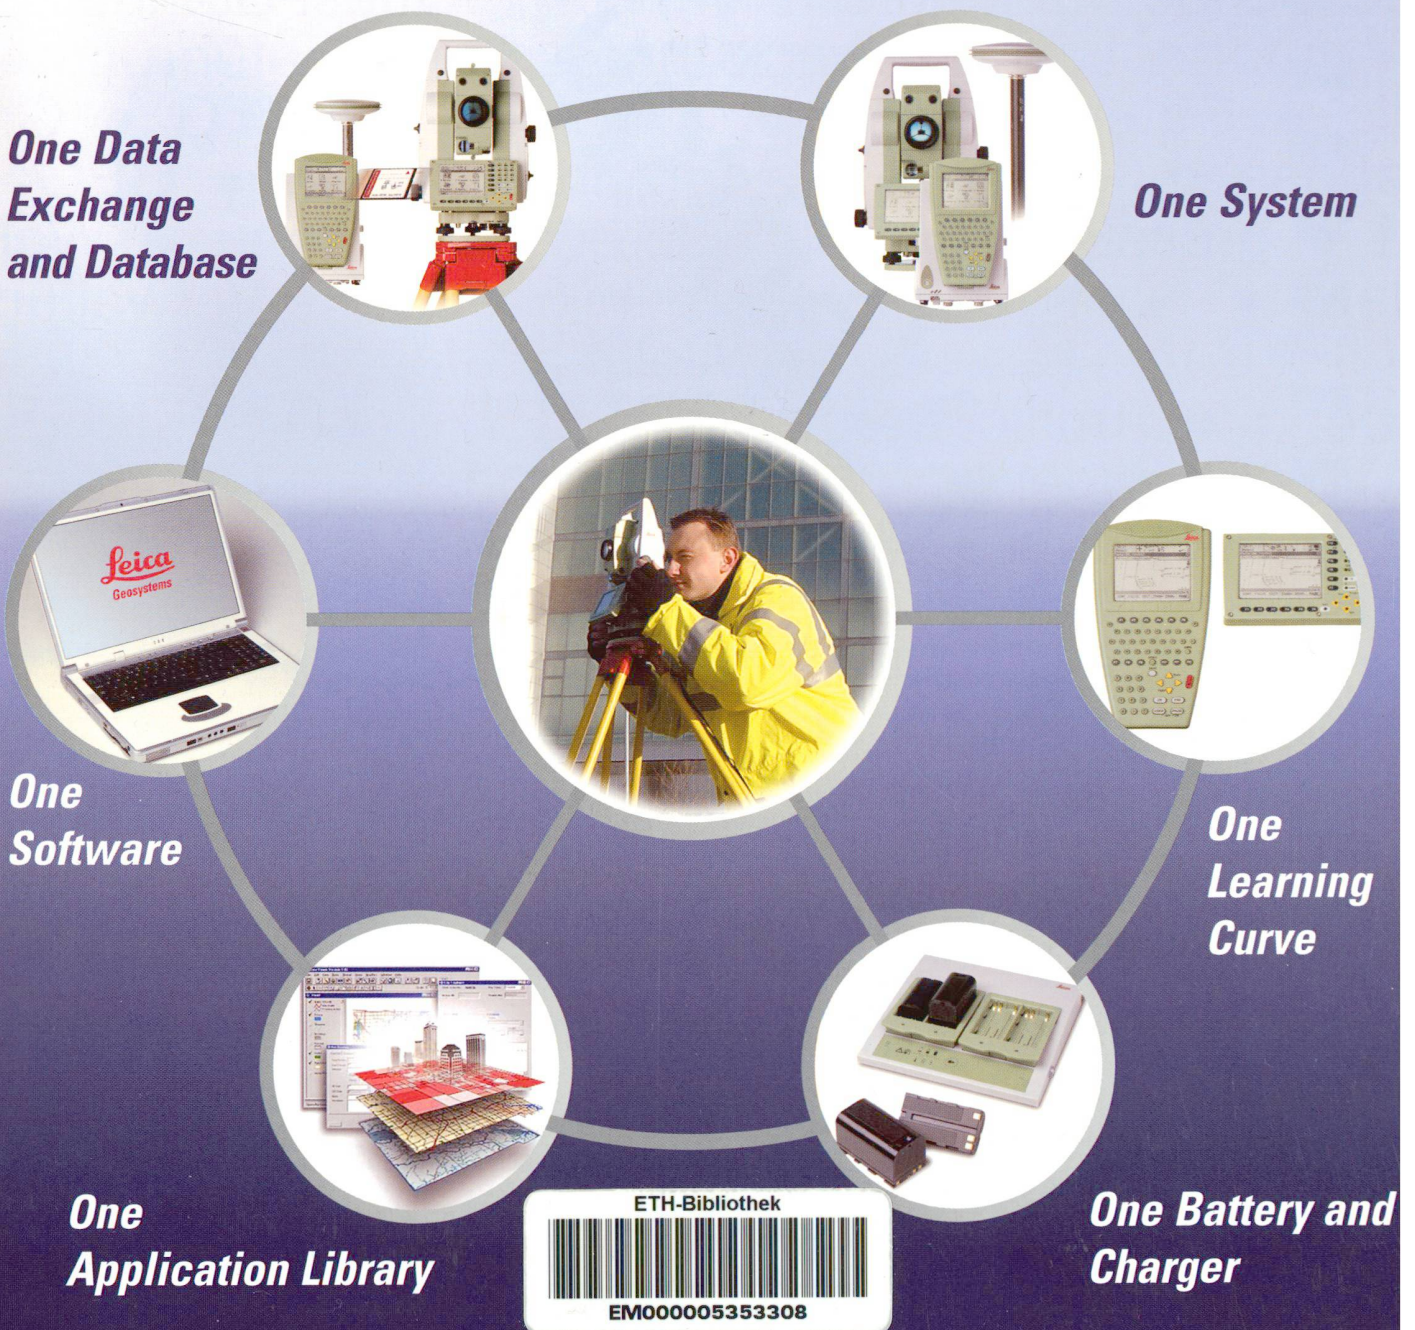 One Data
Exchange
and Database
One System
Leica
Geosystems
One
Software
One
Learning
Curve
One
Application Library
One Battery and
Charger
ETH-Bibliothek
EM000005353308